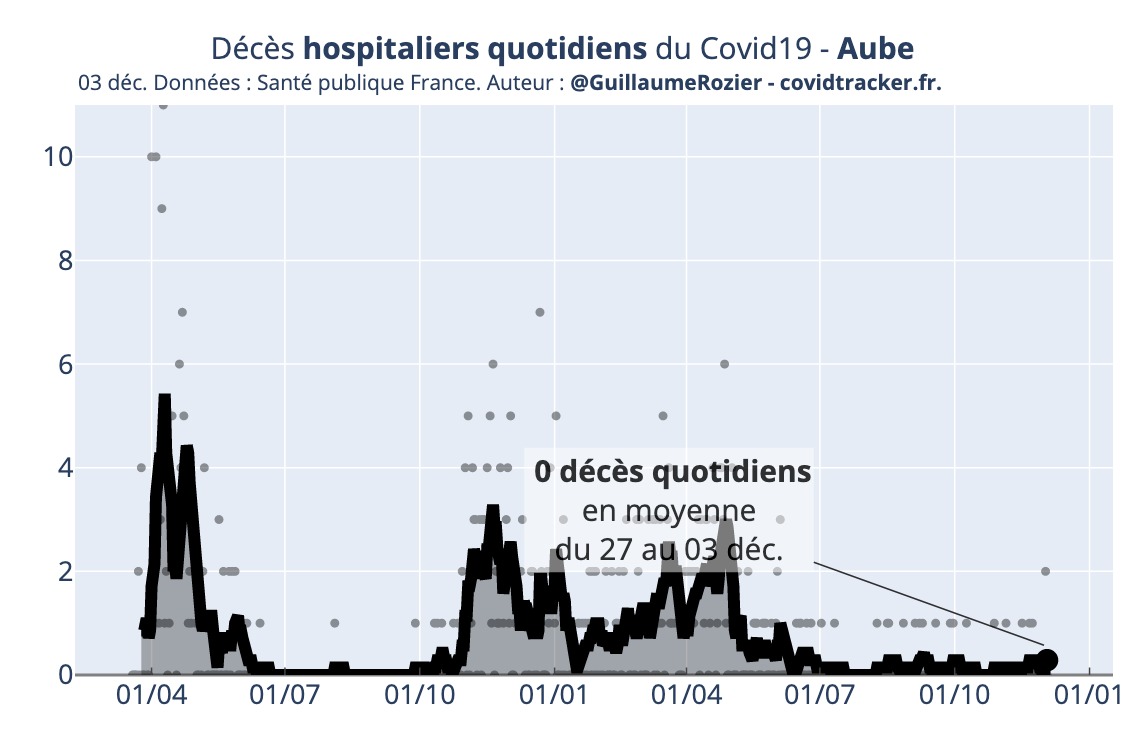 Décès hospitaliers quotidiens du Covid19 - Aube
03 déc. Données : Santé publique France. Auteur : @GuillaumeRozier - covidtracker.fr.
10
8
6
4
2
0
0 décès quotidiens
en moyenne
du 27 au 03 déc.
01/04 01/07 01/10 01/01 01/04 01/07 01/10 01/01